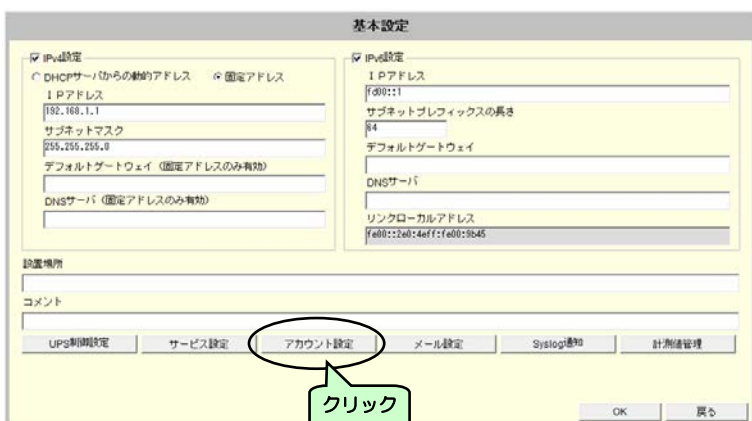 基本設定
IPv4設定
DHCPサーバからの動的アドレス 固定アドレス
IPアドレス
192.168.1.1
サブネットマスク
255.255.255.0
デフォルトゲートウェイ（固定アドレスのみ有効）
DNSサーバ（固定アドレスのみ有効）
IPv6設定
IPアドレス
fd00::1
サブネットプレフィックスの長さ
64
デフォルトゲートウェイ
DNSサーバ
リンクローカルアドレス
fe80::2e0:4eff:fe00:9b45
設置場所
コメント
UPS制御設定 サービス設定 アカウント設定 メール設定 Syslog通知 計測値管理
クリック
OK 戻る